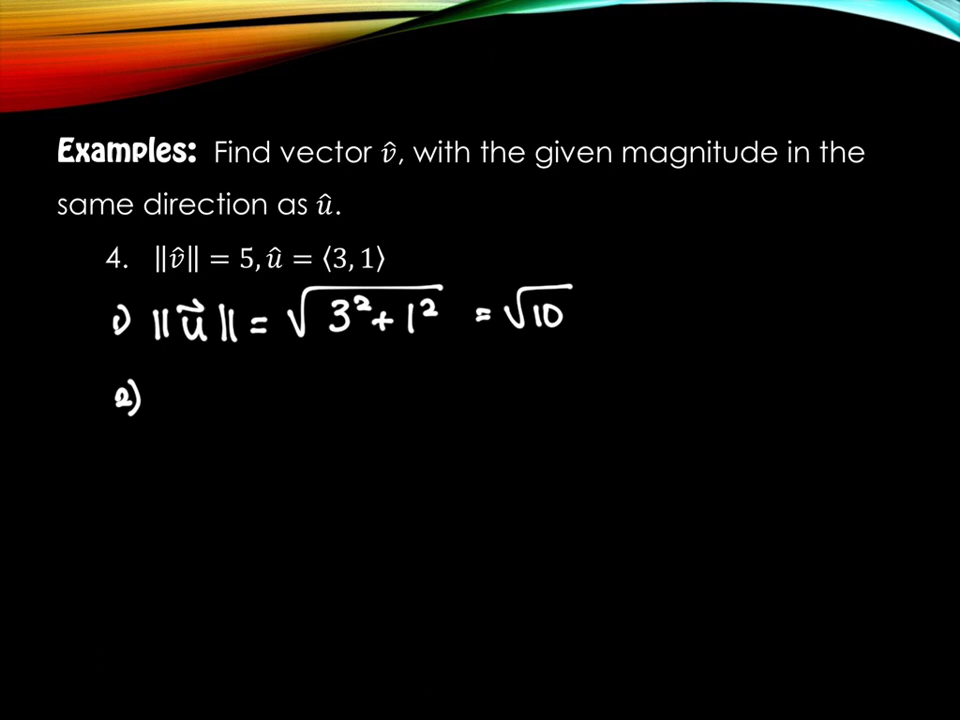 Examples: Find vector v̂, with the given magnitude in the
same direction as û.
4. ‖v̂‖ = 5, û = ⟨3, 1⟩
1) ‖u⃗‖ = √(3² + 1²) = √10
2)